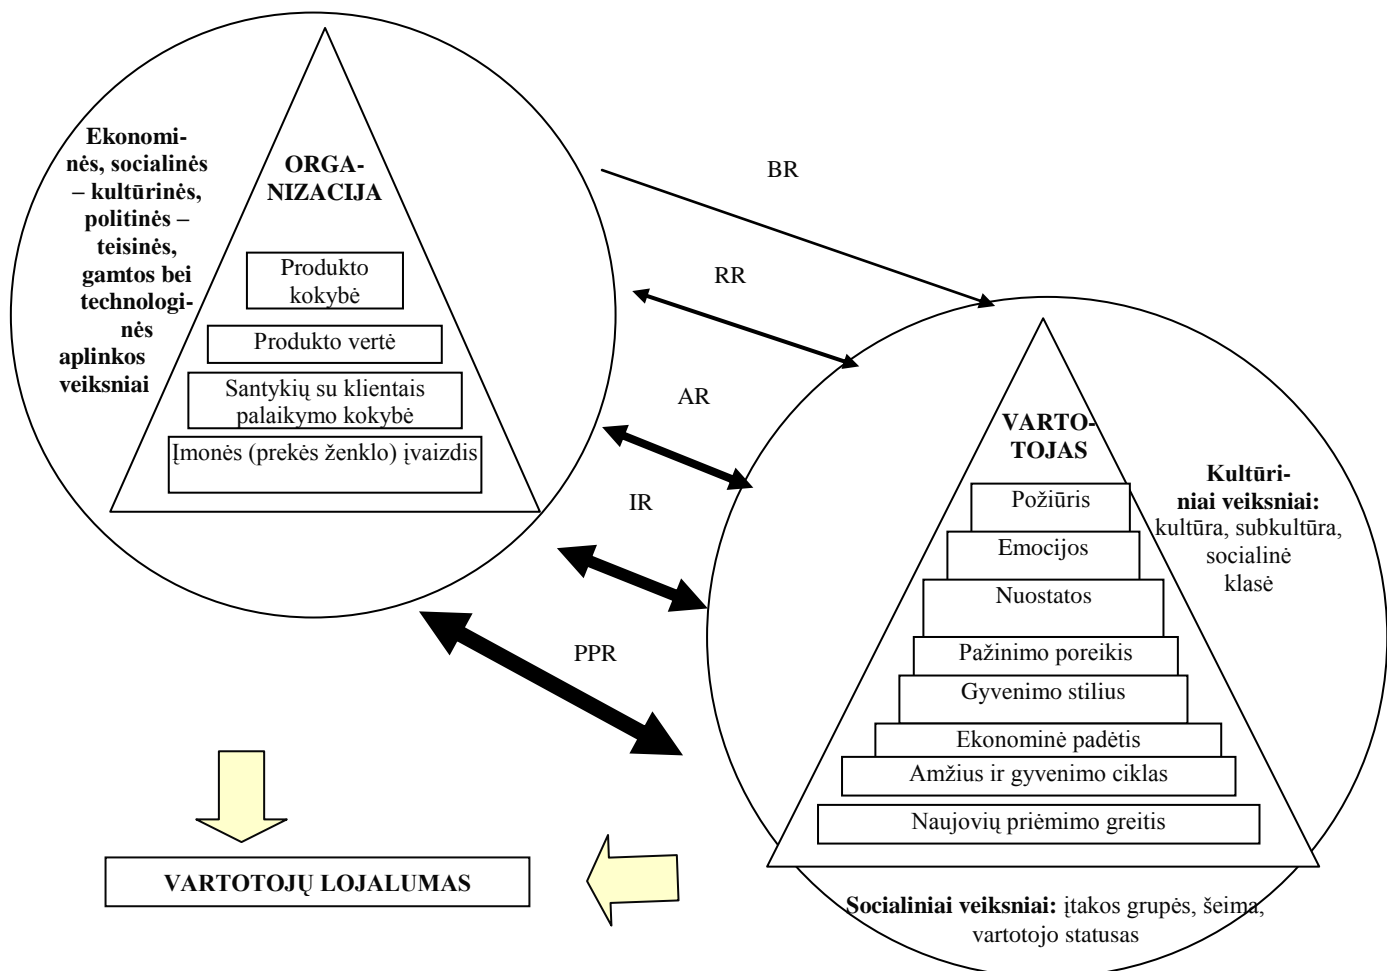 Ekonomi-
nės, socialinės
– kultūrinės,
politinės –
teisinės,
gamtos bei
technologi-
nės
aplinkos
veiksniai
ORGA-
NIZACIJA
Produkto
kokybė
Produkto vertė
Santykių su klientais
palaikymo kokybė
Įmonės (prekės ženklo) įvaizdis
BR
RR
AR
IR
PPR
VARTO-
TOJAS
Požiūris
Emocijos
Nuostatos
Pažinimo poreikis
Gyvenimo stilius
Ekonominė padėtis
Amžius ir gyvenimo ciklas
Naujovių priėmimo greitis
Kultūri-
niai veiksniai:
kultūra, subkultūra,
socialinė
klasė
Socialiniai veiksniai: įtakos grupės, šeima,
vartotojo statusas
VARTOTOJŲ LOJALUMAS